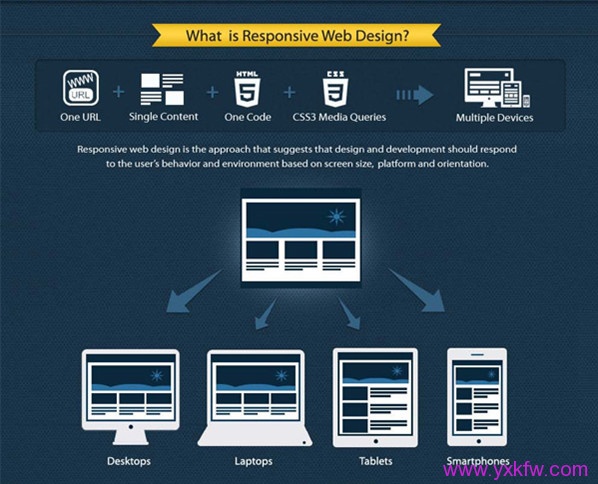 What is Responsive Web Design?
WWW
URL
HTML
5
CSS
3
One URL
Single Content
One Code
CSS3 Media Queries
Multiple Devices
Responsive web design is the approach that suggests that design and development should respond
to the user's behavior and environment based on screen size, platform and orientation.
Desktops
Laptops
Tablets
Smartphones
www.yxkfw.com